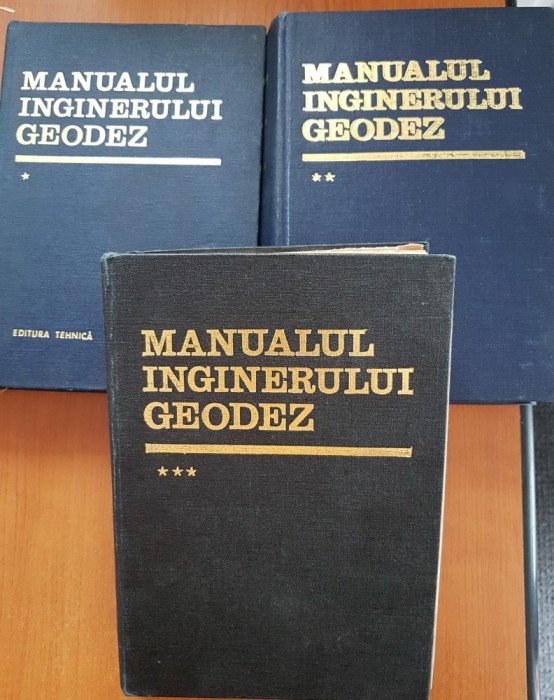 MANUALUL
INGINERULUI
GEODEZ
*
EDITURA TEHNICĂ
MANUALUL
INGINERULUI
GEODEZ
**
MANUALUL
INGINERULUI
GEODEZ
***